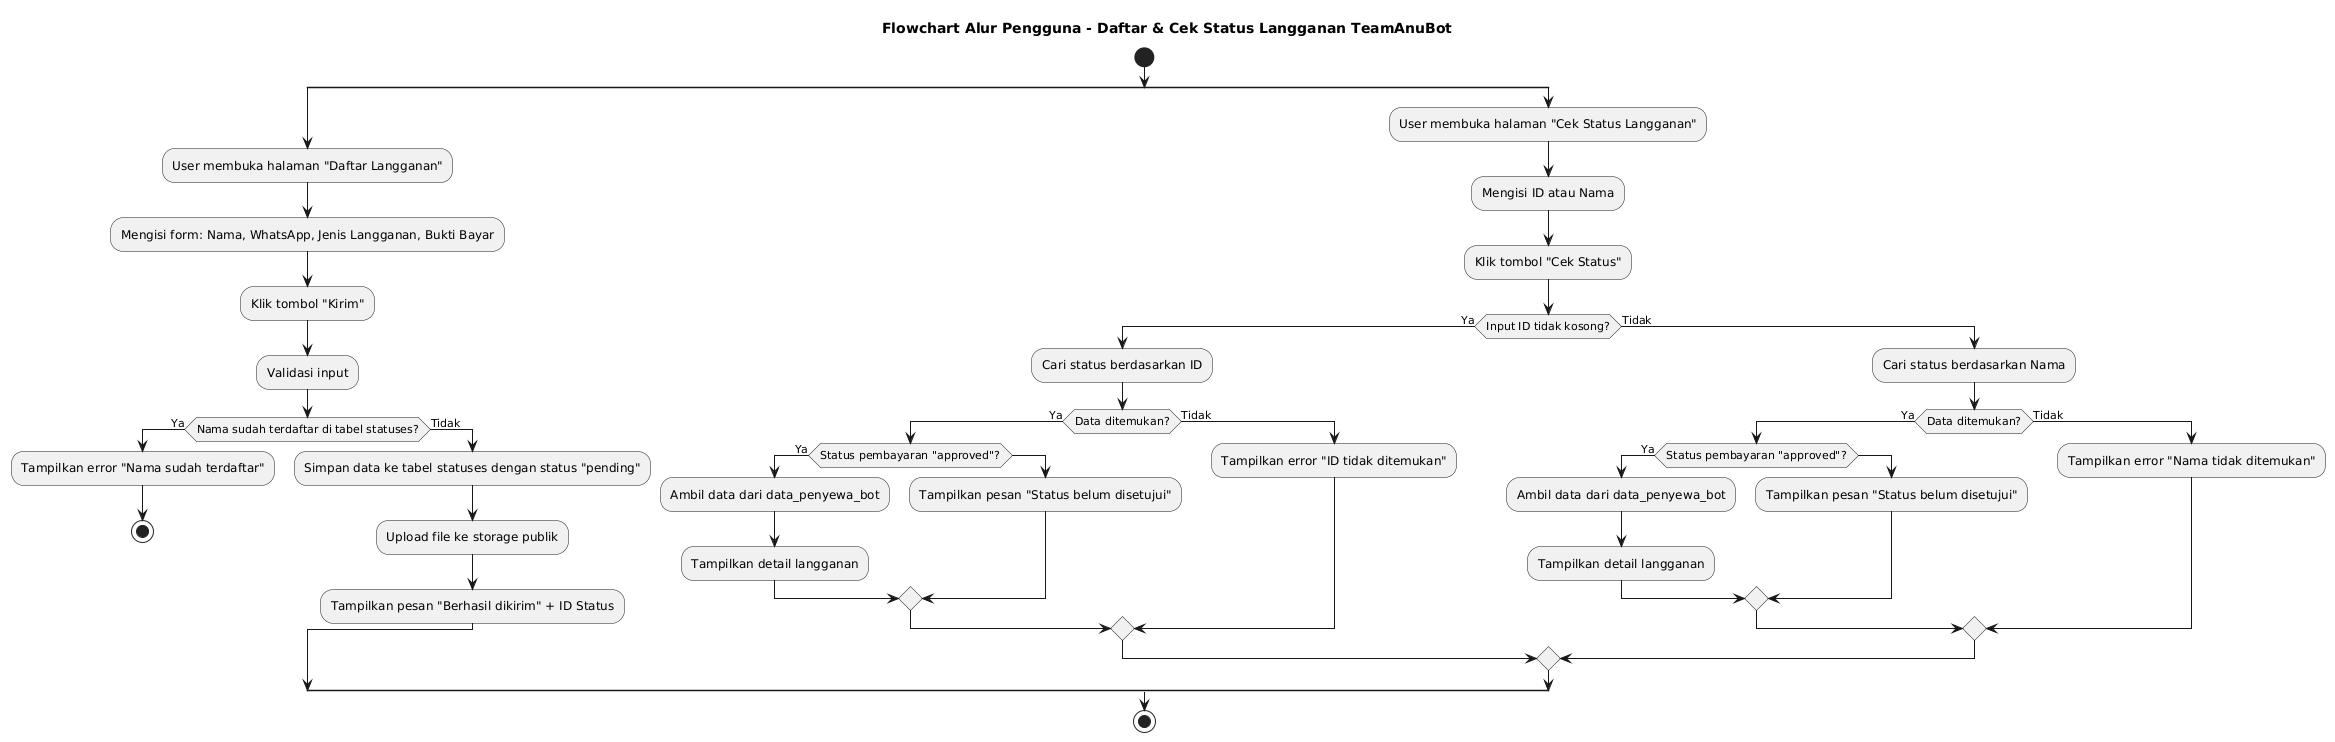 Flowchart Alur Pengguna - Daftar & Cek Status Langganan TeamAnuBot
User membuka halaman "Daftar Langganan"
Mengisi form: Nama, WhatsApp, Jenis Langganan, Bukti Bayar
Klik tombol "Kirim"
Validasi input
Ya
Nama sudah terdaftar di tabel statuses?
Tidak
Tampilkan error "Nama sudah terdaftar"
Simpan data ke tabel statuses dengan status "pending"
Upload file ke storage publik
Tampilkan pesan "Berhasil dikirim" + ID Status
User membuka halaman "Cek Status Langganan"
Mengisi ID atau Nama
Klik tombol "Cek Status"
Ya
Input ID tidak kosong?
Tidak
Cari status berdasarkan ID
Ya
Data ditemukan?
Tidak
Ya
Status pembayaran "approved"?
Ambil data dari data_penyewa_bot
Tampilkan detail langganan
Tampilkan pesan "Status belum disetujui"
Tampilkan error "ID tidak ditemukan"
Cari status berdasarkan Nama
Ya
Data ditemukan?
Tidak
Ya
Status pembayaran "approved"?
Ambil data dari data_penyewa_bot
Tampilkan detail langganan
Tampilkan pesan "Status belum disetujui"
Tampilkan error "Nama tidak ditemukan"